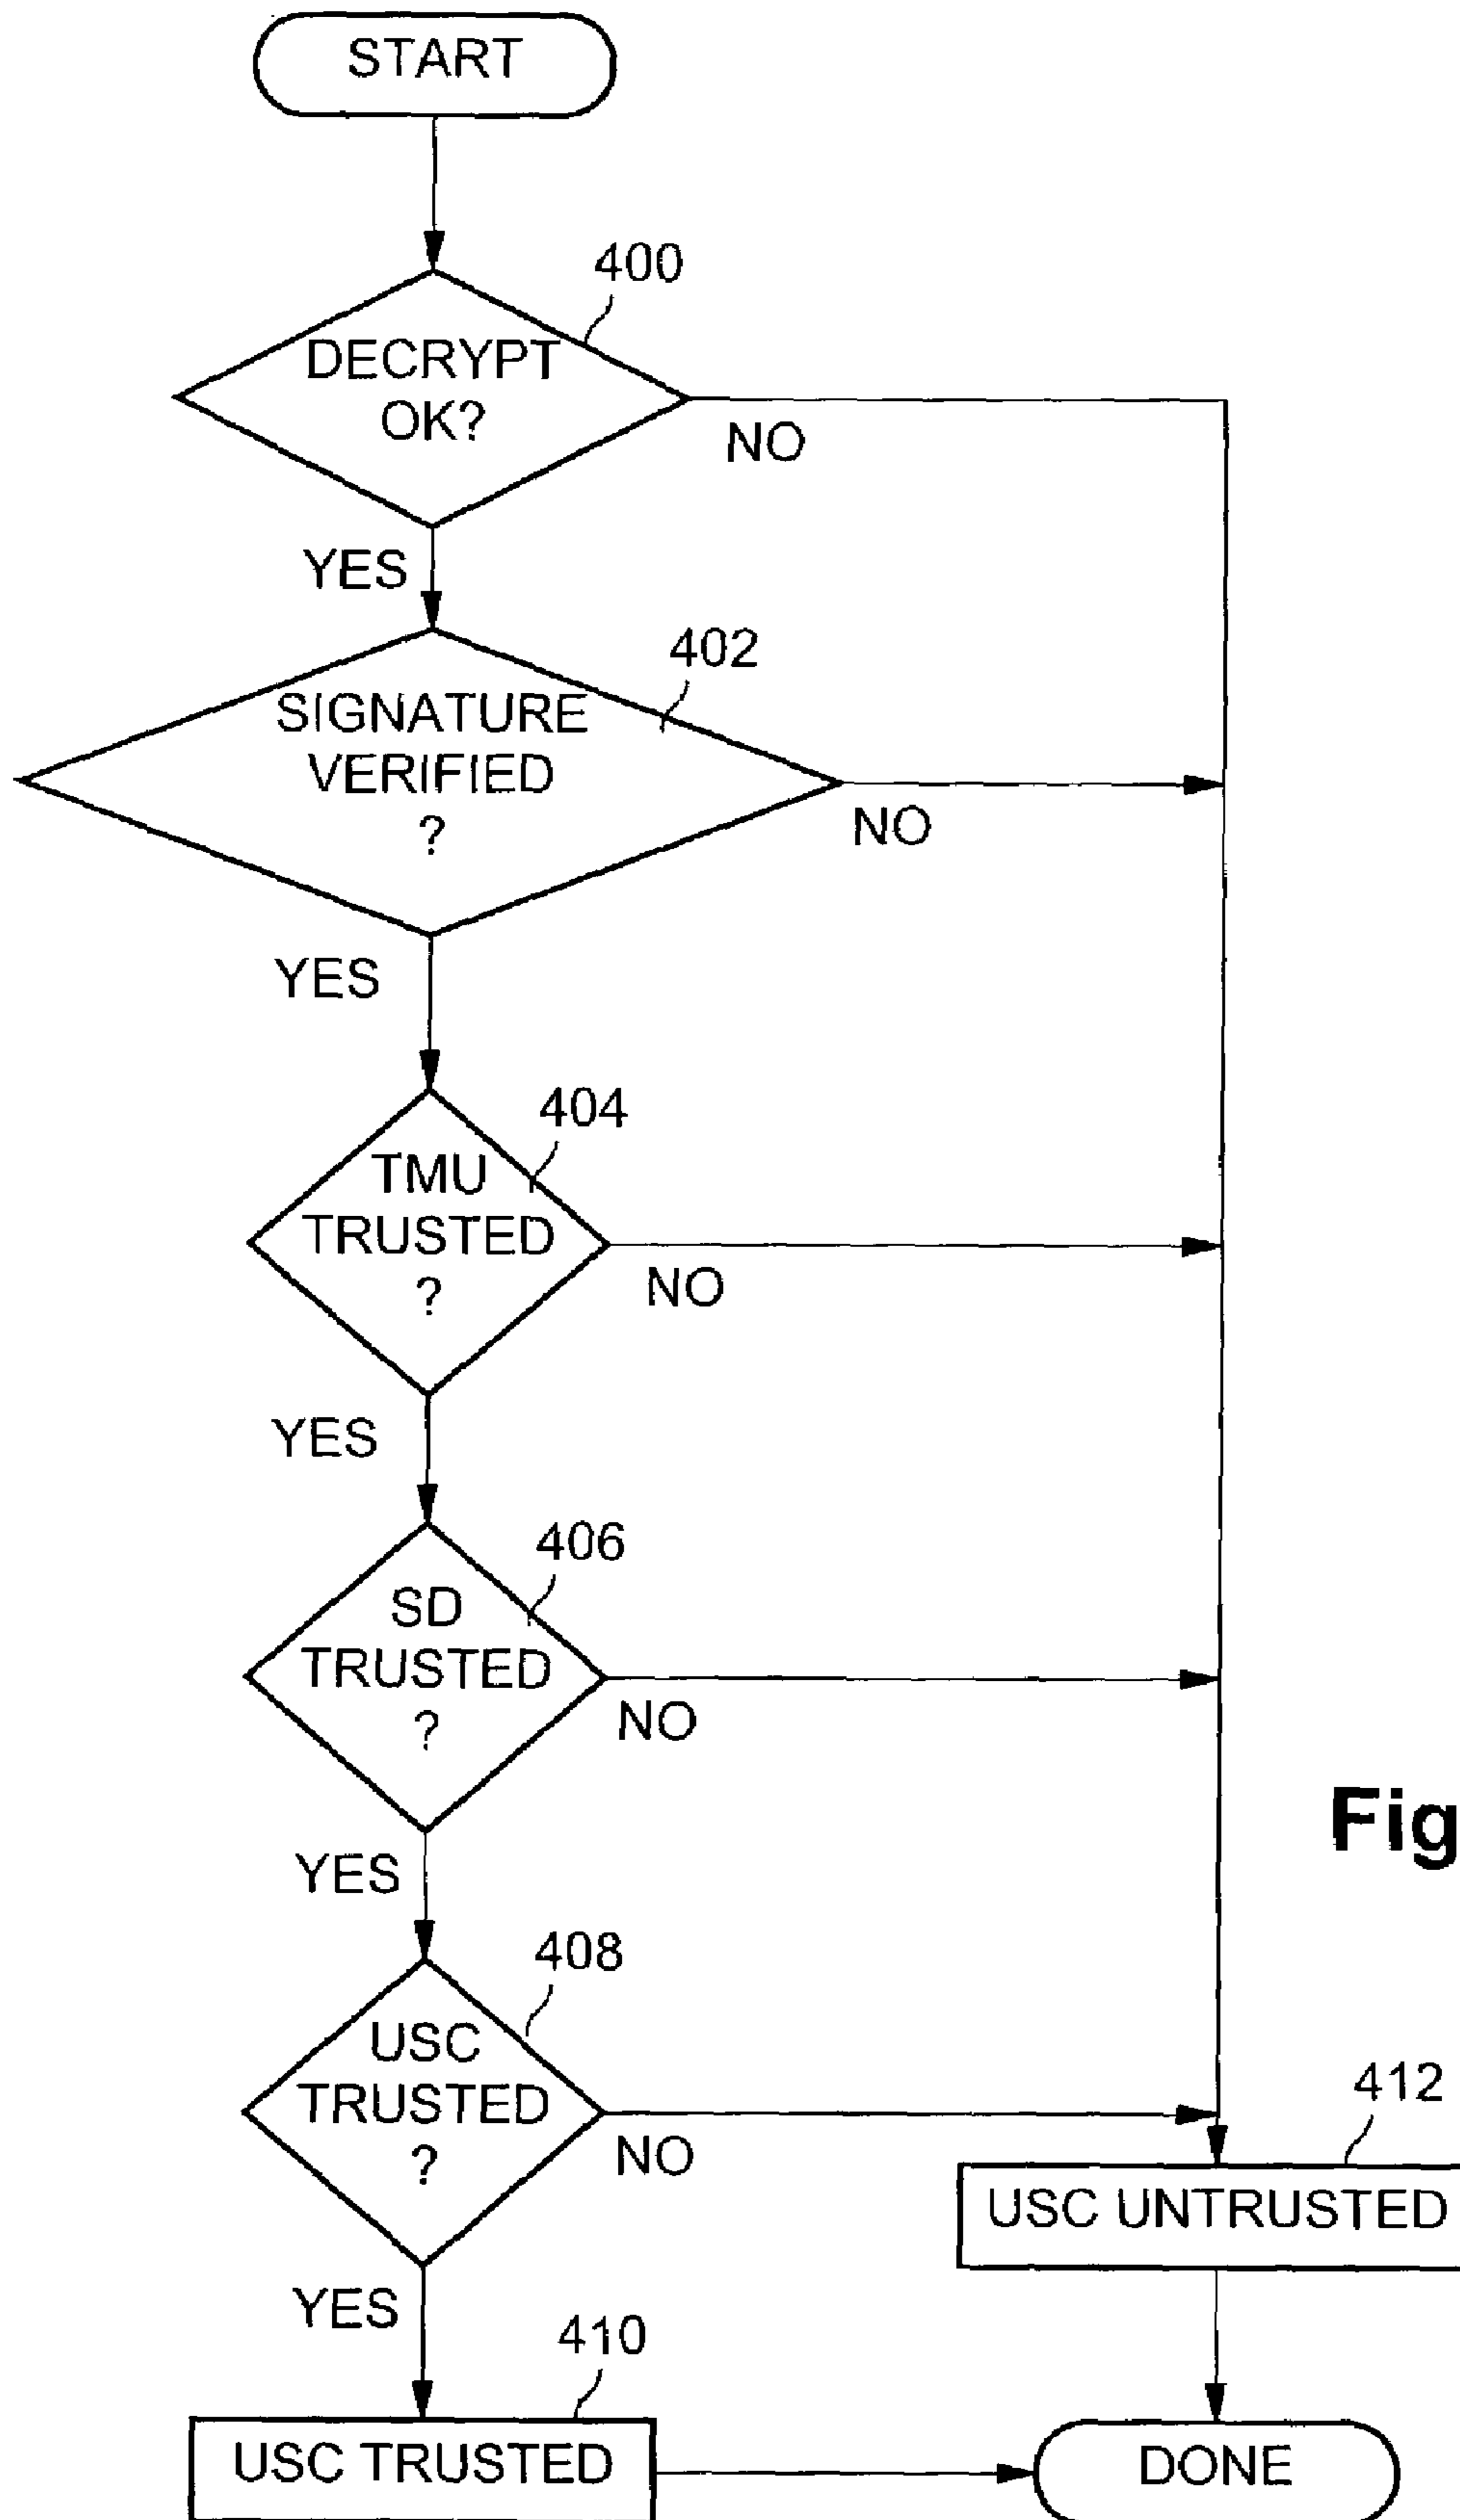 START
400
DECRYPT
OK?
NO
YES
402
SIGNATURE
VERIFIED
?
NO
YES
404
TMU
TRUSTED
?
NO
YES
406
SD
TRUSTED
?
NO
Fig
YES
408
USC
TRUSTED
?
NO
412
USC UNTRUSTED
YES
410
USC TRUSTED
DONE